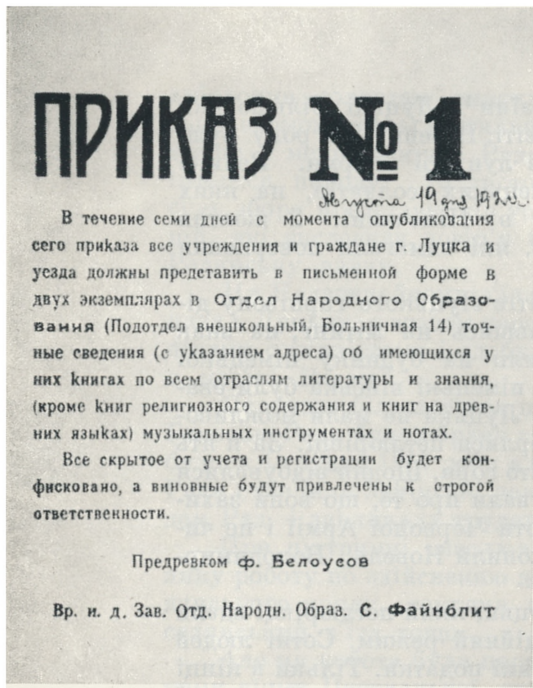 ПРИКАЗ № 1
Августа 19 дня 192
В течение семи дней с момента опубликования
сего приказа все учреждения и граждане г. Луцка
уезда должны представить в письменной форме в
двух экземплярах в Отдел Народного Образо-
вания (Подотдел внешкольный, Больничная 14) точ-
ные сведения (с указанием адреса) об имеющихся у
них книгах по всем отраслям литературы и знания,
(кроме книг религиозного содержания и книг на древ-
них языках) музыкальных инструментах и нотах.
Все скрытое от учета и регистрации будет кон-
фисковано, а виновные будут привлечены к строгой
ответственности.
Предревком ф. Белоусов
Вр. и. д. Зав. Отд. Народн. Образ. С. Файнблит